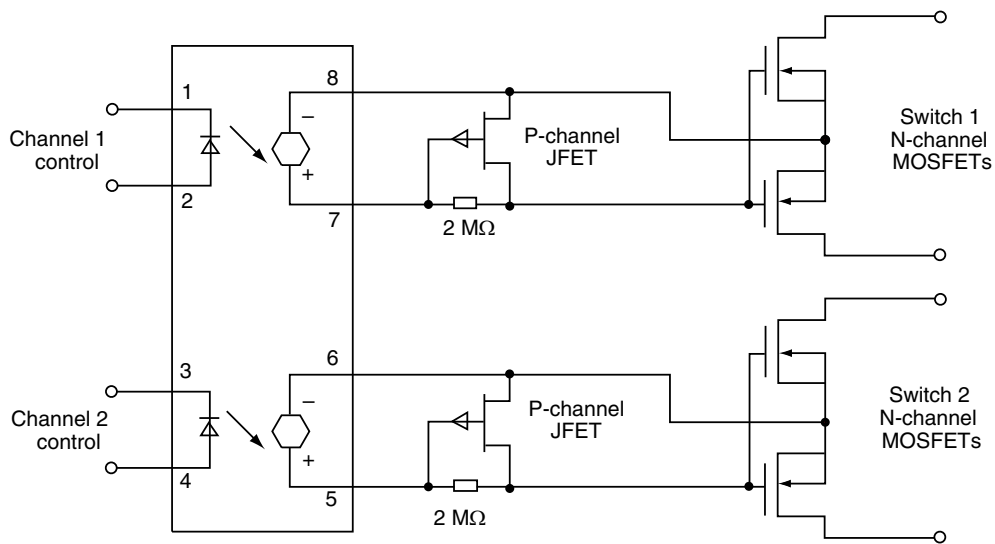 8
1
Channel 1
control
−
+
2
7
P-channel
JFET
2 MΩ
Switch 1
N-channel
MOSFETs
6
3
Channel 2
control
−
+
4
5
P-channel
JFET
2 MΩ
Switch 2
N-channel
MOSFETs